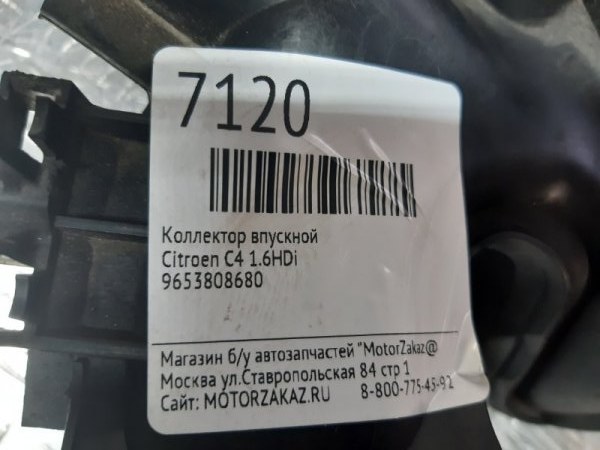 7120
Коллектор впускной
Citroen C4 1.6HDi
9653808680
Магазин б/у автозапчастей "MotorZakaz@
Москва ул.Ставропольская 84 стр 1
Сайт: MOTORZAKAZ.RU 8-800-775-45-92